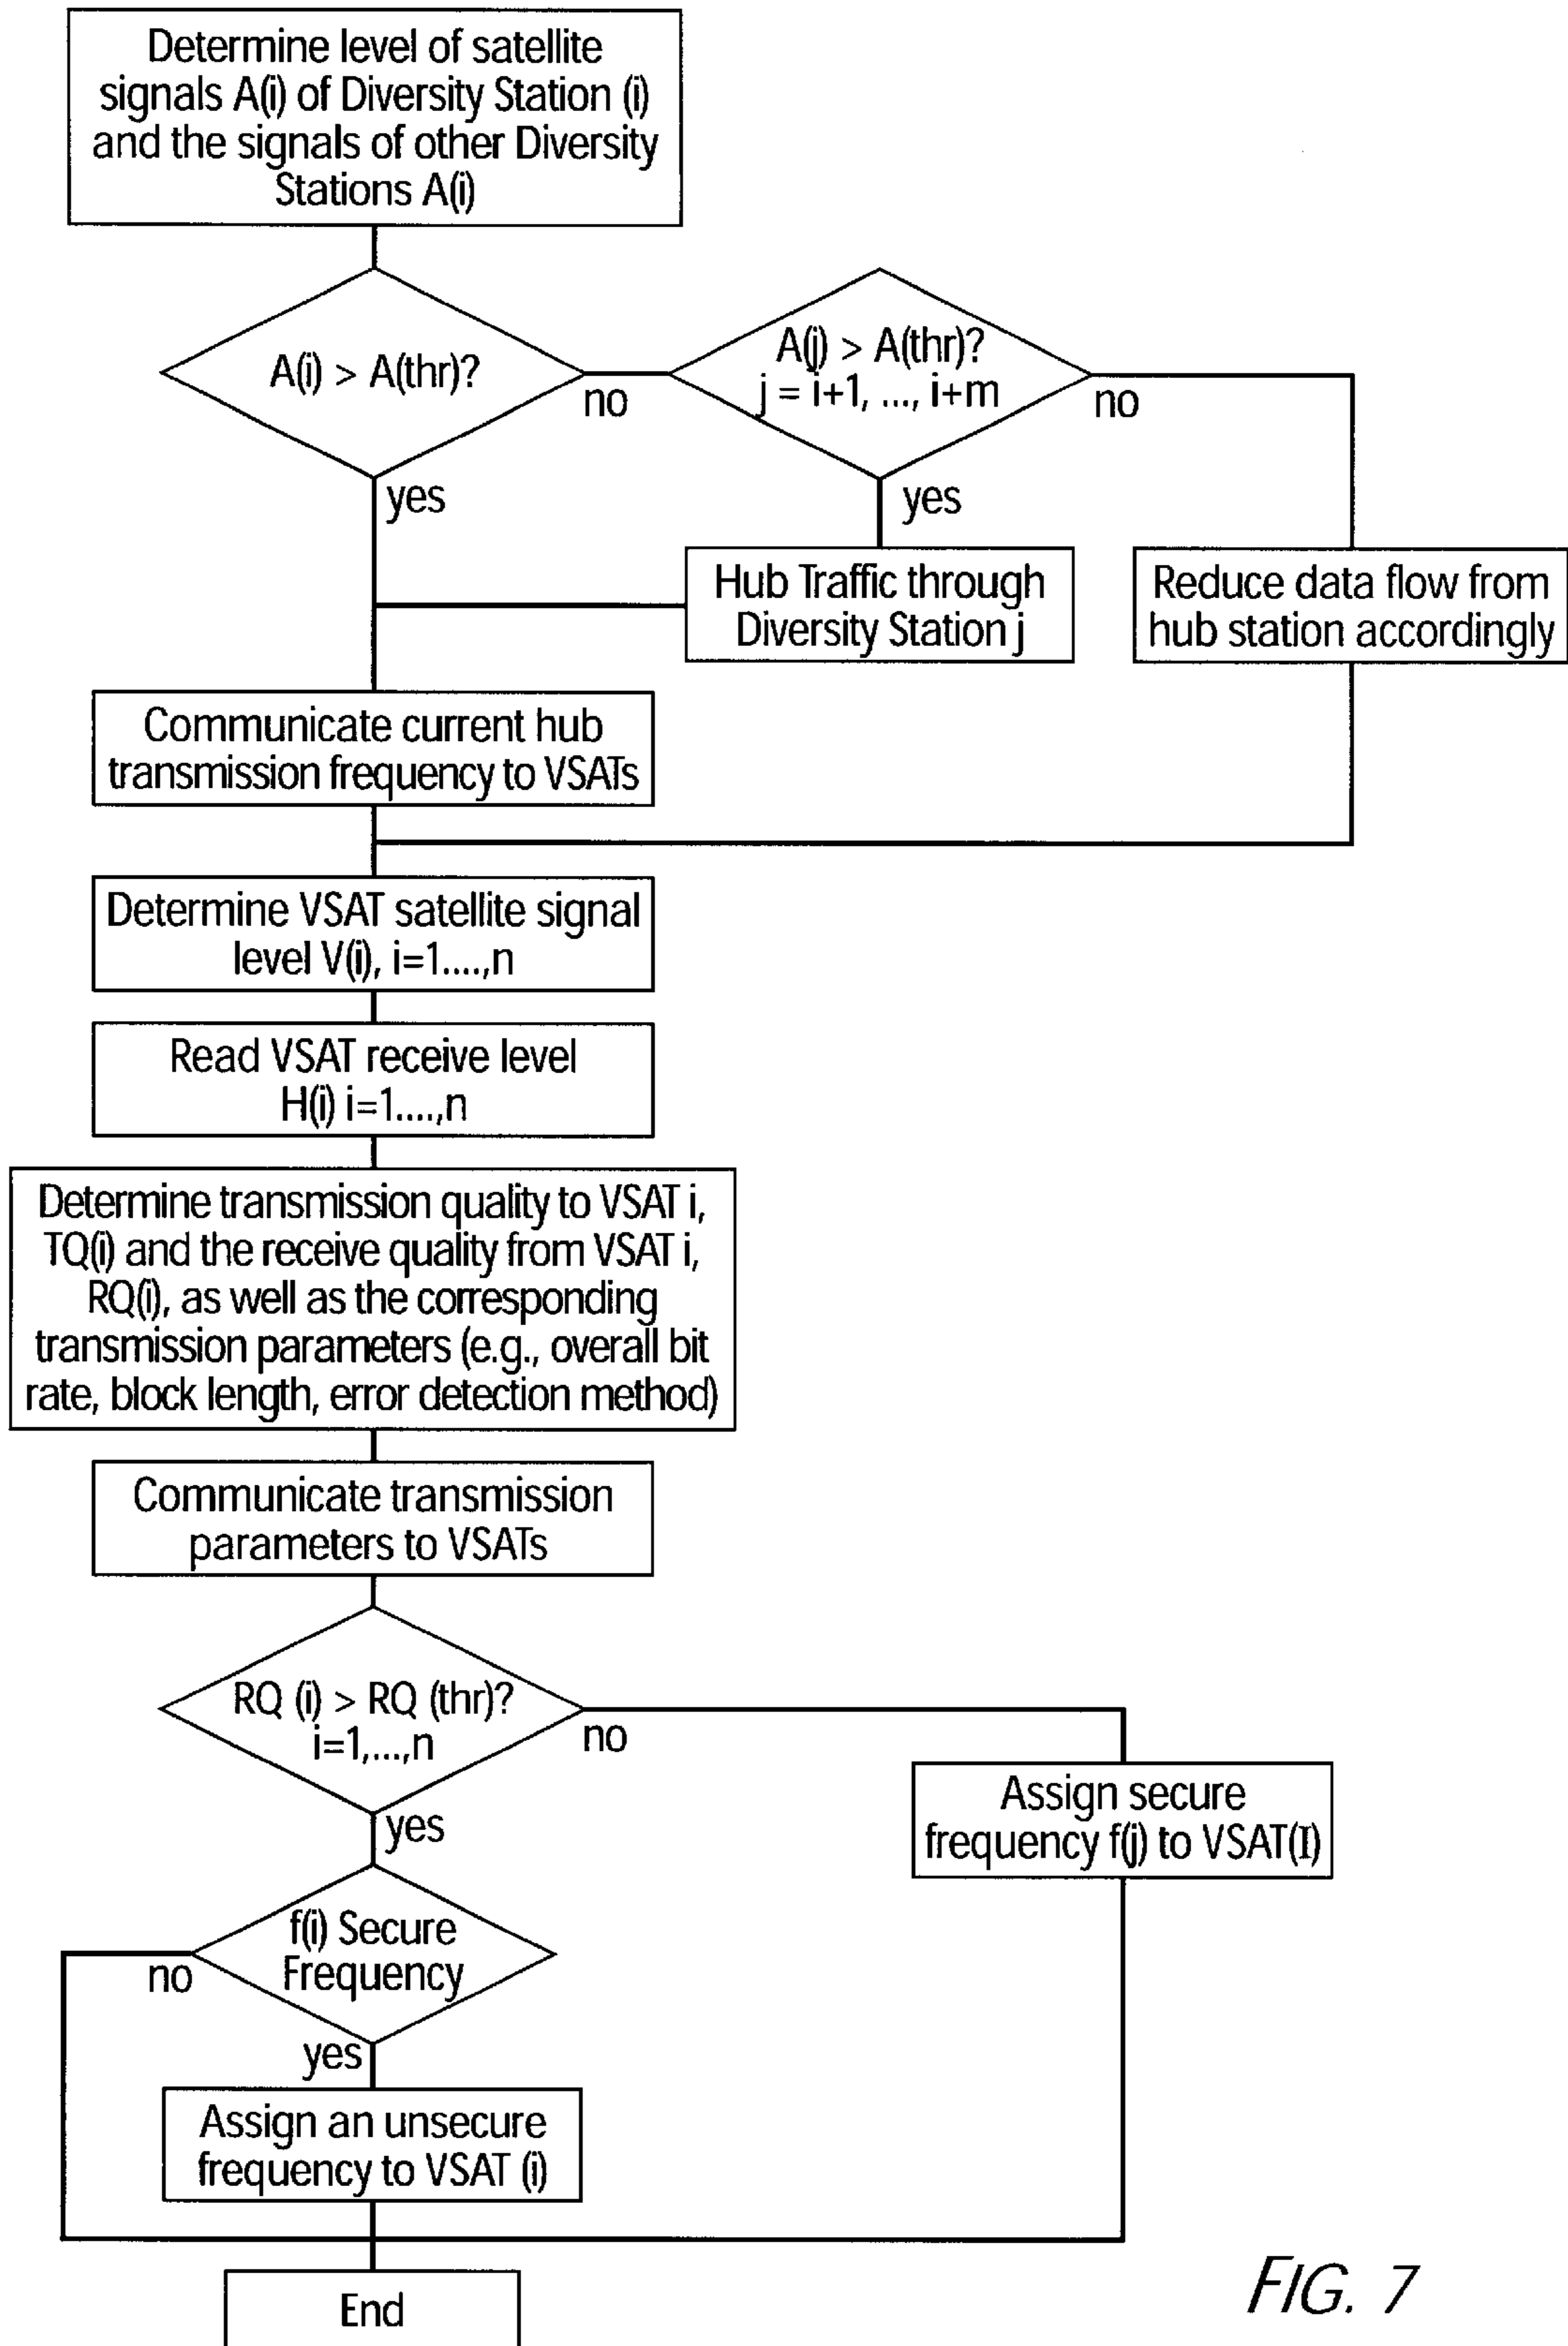 Determine level of satellite
signals A(i) of Diversity Station (i)
and the signals of other Diversity
Stations A(i)
A(i) > A(thr)?
no
A(j) > A(thr)?
j = i+1, ..., i+m
no
yes
yes
Hub Traffic through
Diversity Station j
Reduce data flow from
hub station accordingly
Communicate current hub
transmission frequency to VSATs
Determine VSAT satellite signal
level V(i), i=1....,n
Read VSAT receive level
H(i) i=1....,n
Determine transmission quality to VSAT i,
TQ(i) and the receive quality from VSAT i,
RQ(i), as well as the corresponding
transmission parameters (e.g., overall bit
rate, block length, error detection method)
Communicate transmission
parameters to VSATs
RQ (i) > RQ (thr)?
i=1,...,n
no
yes
Assign secure
frequency f(j) to VSAT(I)
f(i) Secure
Frequency
no
yes
Assign an unsecure
frequency to VSAT (i)
End
FIG. 7